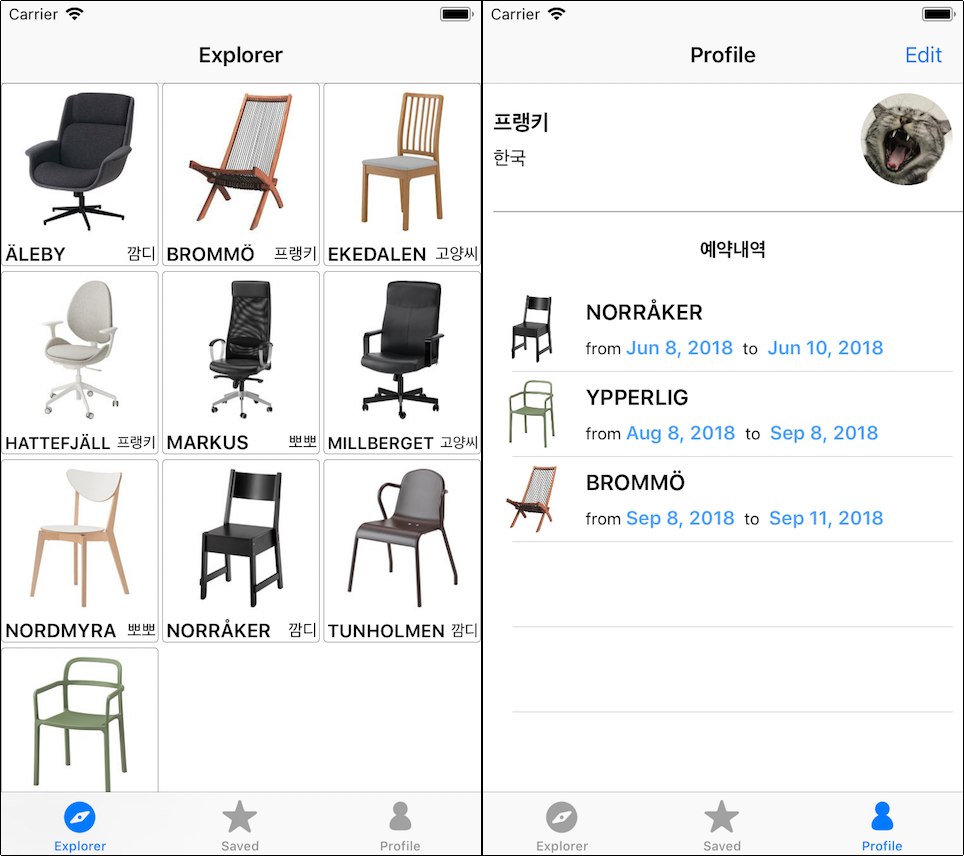 Carrier
Explorer
ÄLEBY 깜디
BROMMÖ 프랭키
EKEDALEN 고양씨
HATTEFJÄLL 프랭키
MARKUS 뽀뽀
MILLBERGET 고양씨
NORDMYRA 뽀뽀
NORRÅKER 깜디
TUNHOLMEN 깜디
Explorer
Saved
Profile
Carrier
Profile
Edit
프랭키
한국
예약내역
NORRÅKER
from Jun 8, 2018 to Jun 10, 2018
YPPERLIG
from Aug 8, 2018 to Sep 8, 2018
BROMMÖ
from Sep 8, 2018 to Sep 11, 2018
Explorer
Saved
Profile